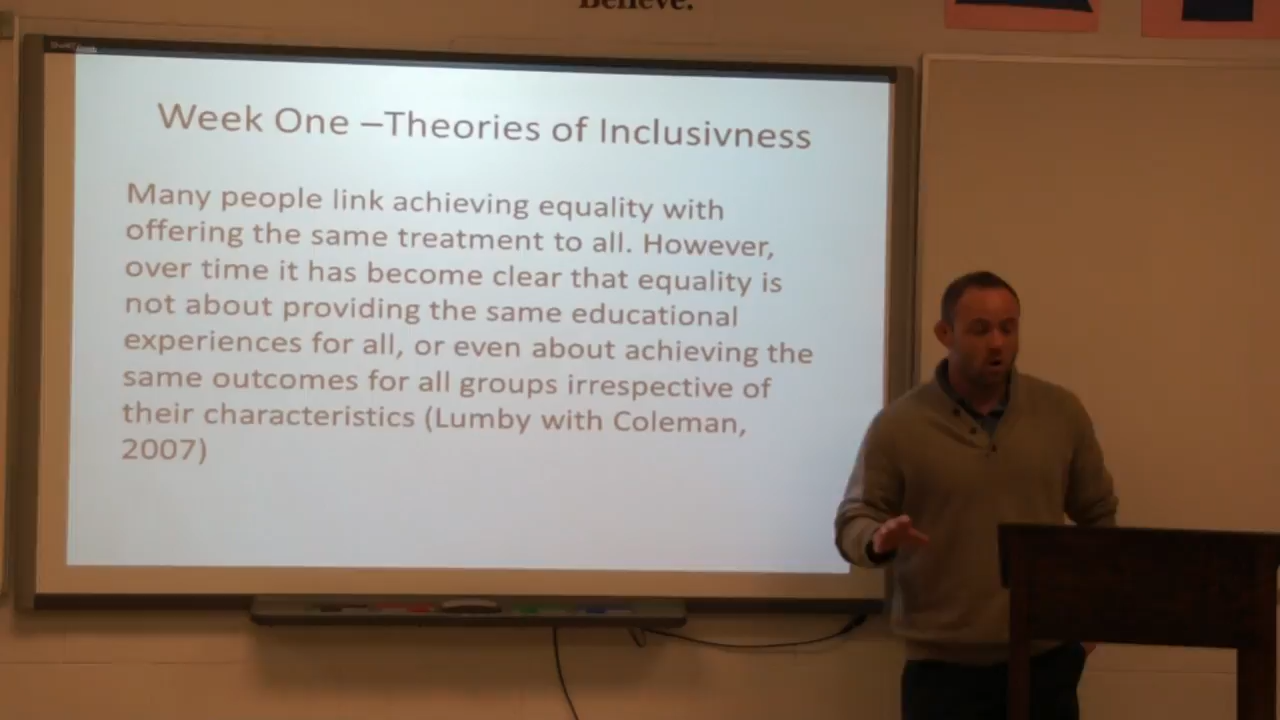 Believe.
Week One –Theories of Inclusivness
Many people link achieving equality with
offering the same treatment to all. However,
over time it has become clear that equality is
not about providing the same educational
experiences for all, or even about achieving the
same outcomes for all groups irrespective of
their characteristics (Lumby with Coleman,
2007)